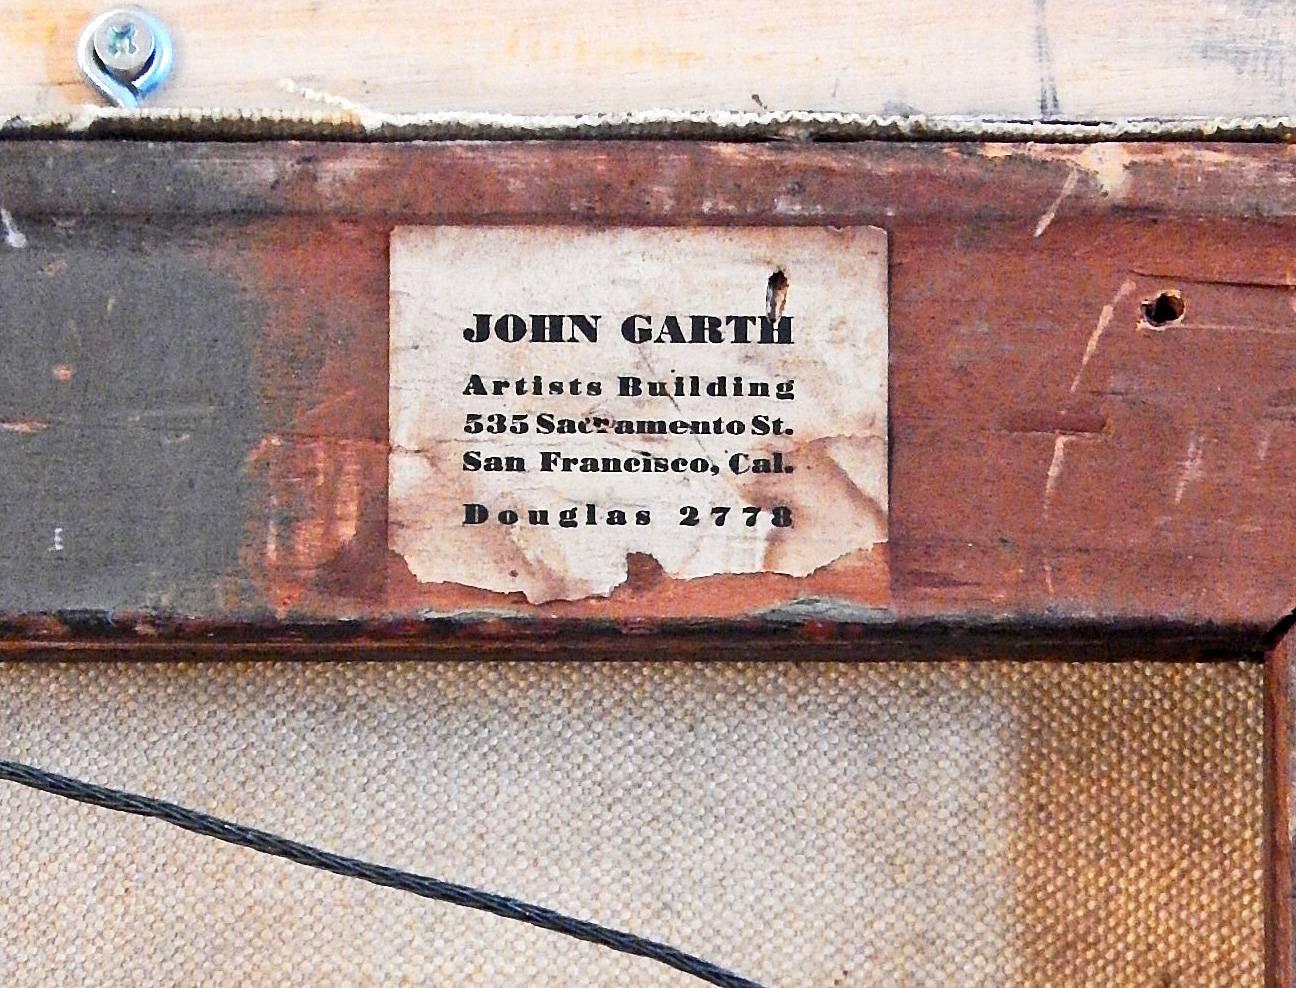 JOHN GARTH
Artists Building
535 Sacramento St.
San Francisco, Cal.
Douglas 2778